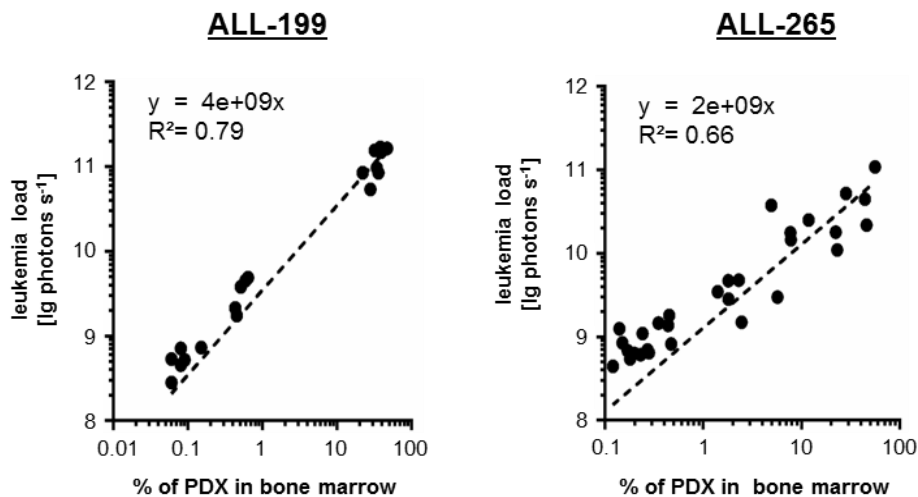 ALL-199
12
11
10
9
8
leukemia load
[lg photons s⁻¹]
y = 4e+09x
R²= 0.79
0.01 0.1 1 10 100
% of PDX in bone marrow
ALL-265
12
11
10
9
8
leukemia load
[lg photons s⁻¹]
y = 2e+09x
R²= 0.66
0.1 1 10 100
% of PDX in bone marrow